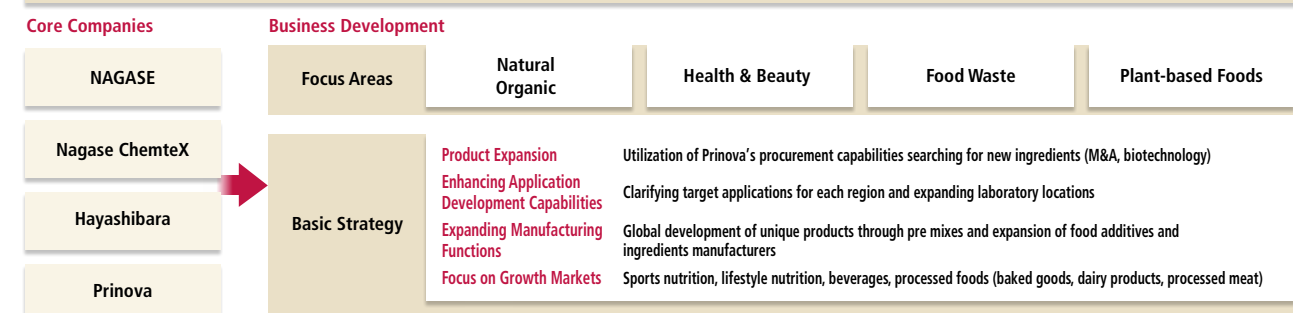 Core Companies
Business Development
NAGASE
Nagase ChemteX
Hayashibara
Prinova
Focus Areas
Natural
Organic
Health & Beauty
Food Waste
Plant-based Foods
Basic Strategy
Product Expansion
Utilization of Prinova's procurement capabilities searching for new ingredients (M&A, biotechnology)
Enhancing Application
Development Capabilities
Clarifying target applications for each region and expanding laboratory locations
Expanding Manufacturing
Functions
Global development of unique products through pre mixes and expansion of food additives and
ingredients manufacturers
Focus on Growth Markets
Sports nutrition, lifestyle nutrition, beverages, processed foods (baked goods, dairy products, processed meat)